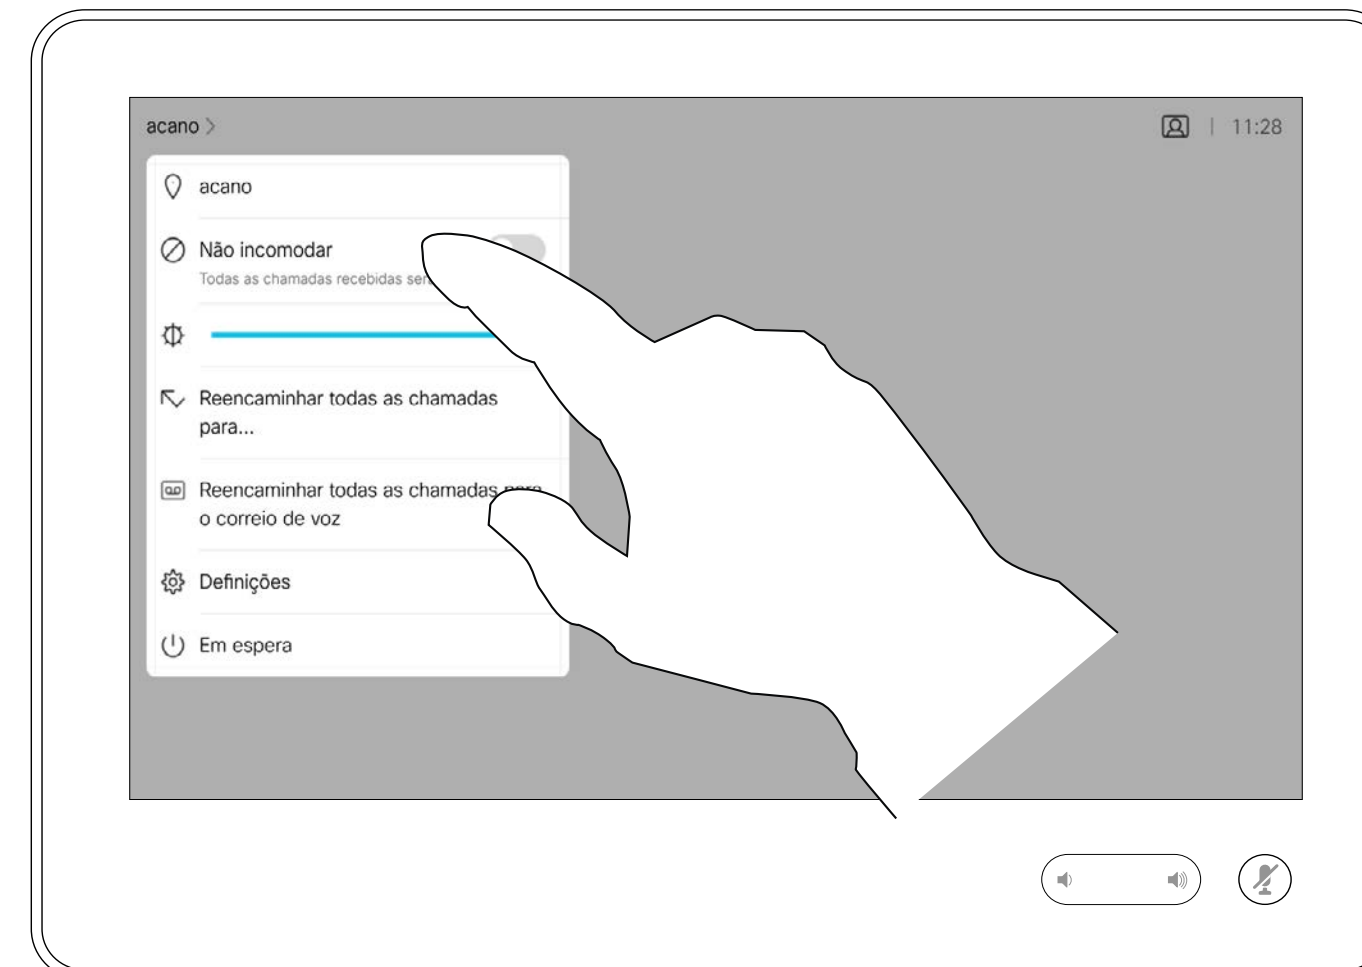 acano >
11:28
acano
Não incomodar
Todas as chamadas recebidas
Reencaminhar todas as chamadas
para...
Reencaminhar todas as chamadas
o correio de voz
Definições
Em espera